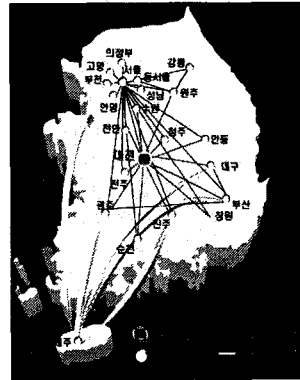 의정부
강릉
고양
서울
동서울
부천
성남
원주
안양
수원
천안
청주
안동
대전
대구
전주
광주
부산
진주
창원
순천
제주